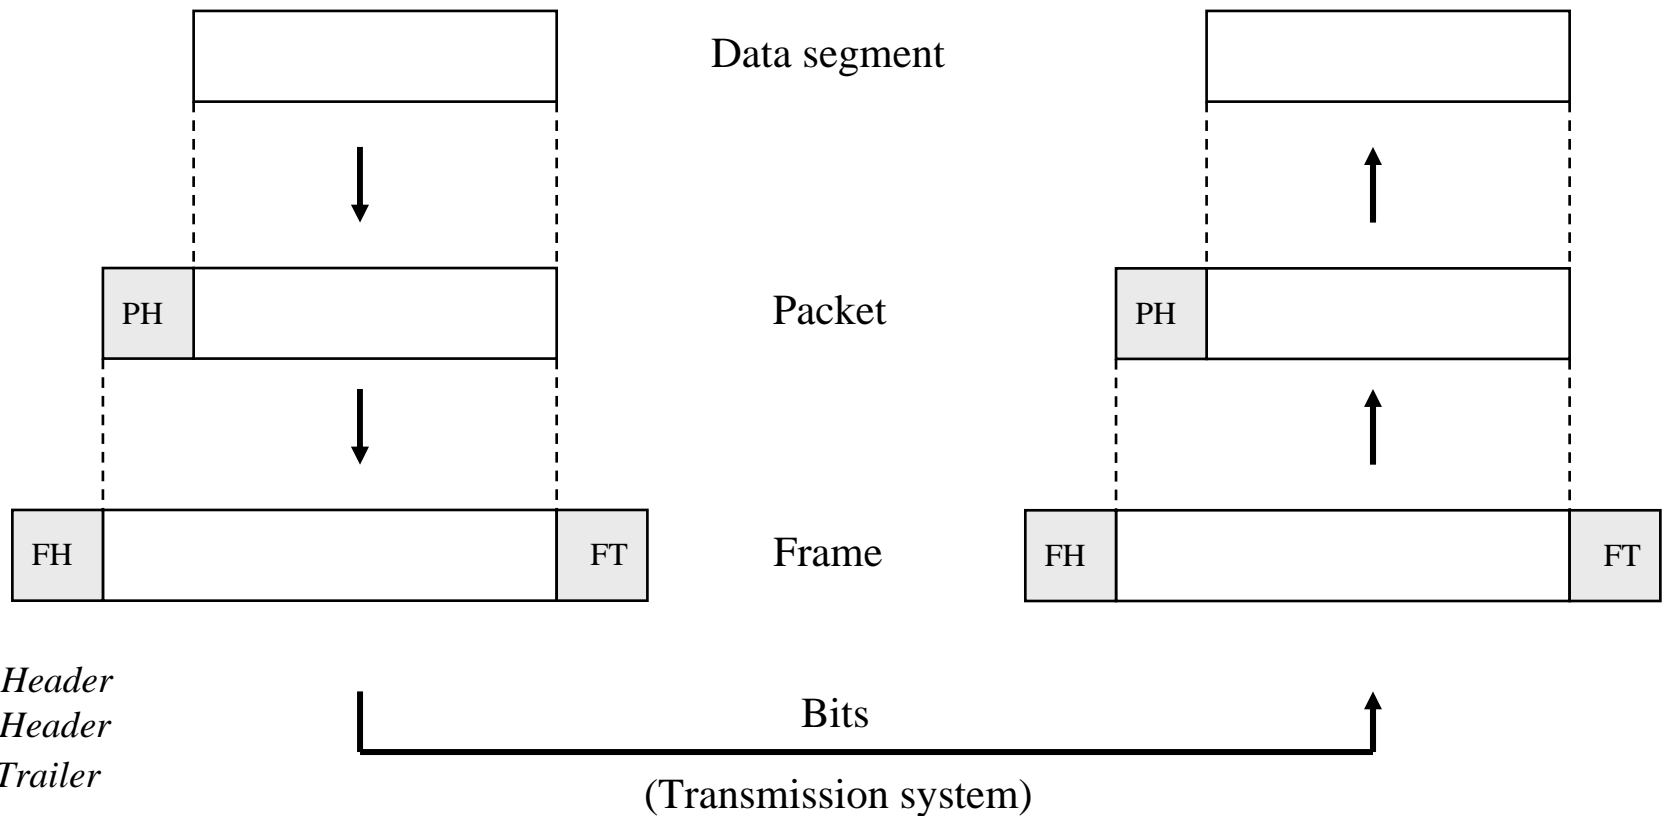 Data segment
PH Packet PH
FH FT Frame FH FT
Header
Header
Trailer
Bits
(Transmission system)